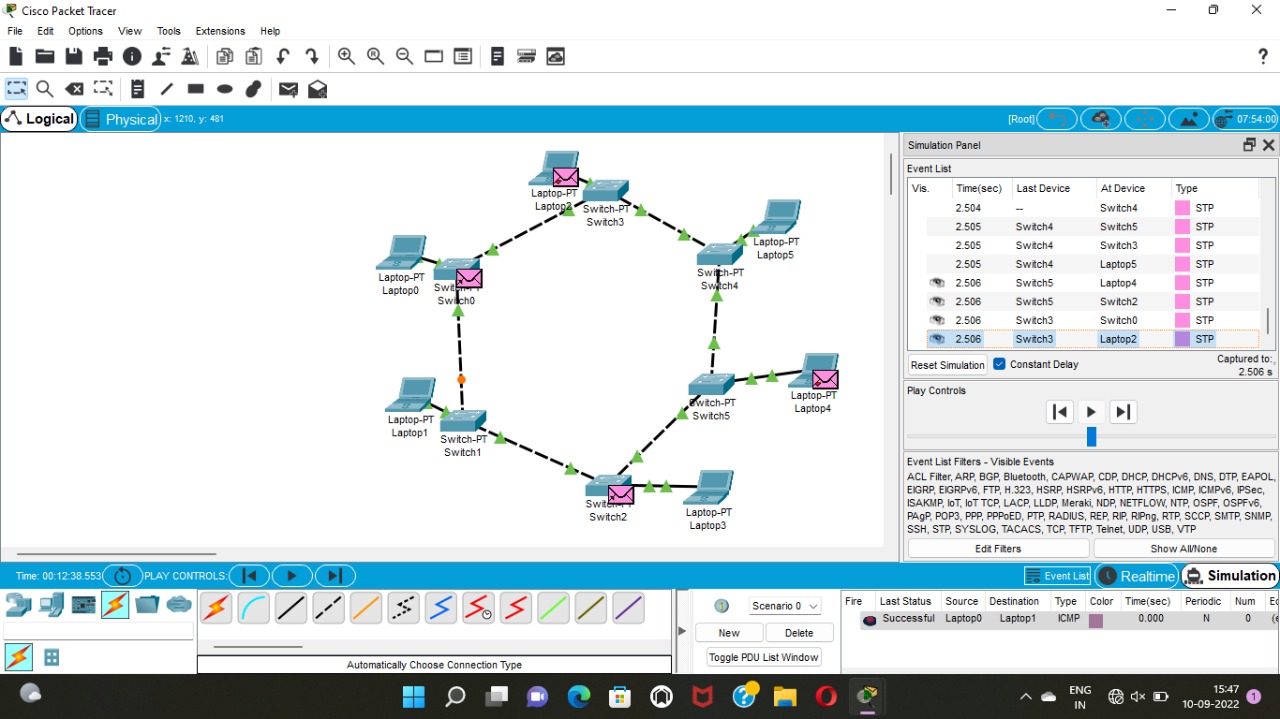 Cisco Packet Tracer
File Edit Options View Tools Extensions Help
?
Logical Physical x: 1210, y: 481 [Root] 07:54:00
Simulation Panel
Event List
Vis. Time(sec) Last Device At Device Type
2.504 -- Switch4 STP
2.505 Switch4 Switch5 STP
2.505 Switch4 Switch3 STP
2.505 Switch4 Laptop5 STP
2.506 Switch5 Laptop4 STP
2.506 Switch5 Switch2 STP
2.506 Switch3 Switch0 STP
2.506 Switch3 Laptop2 STP
Reset Simulation Constant Delay Captured to:
2.506 s
Play Controls
Event List Filters - Visible Events
ACL Filter, ARP, BGP, Bluetooth, CAPWAP, CDP, DHCP, DHCPv6, DNS, DTP, EAPOL,
EIGRP, EIGRPv6, FTP, H.323, HSRP, HSRPv6, HTTP, HTTPS, ICMP, ICMPv6, IPSec,
ISAKMP, IoT, IoT TCP, LACP, LLDP, Meraki, NDP, NETFLOW, NTP, OSPF, OSPFv6,
PAgP, POP3, PPP, PPPoED, PTP, RADIUS, REP, RIP, RIPng, RTP, SCCP, SMTP, SNMP,
SSH, STP, SYSLOG, TACACS, TCP, TFTP, Telnet, UDP, USB, VTP
Edit Filters Show All/None
Laptop-PT
Laptop2
Switch-PT
Switch3
Laptop-PT
Laptop5
Switch-PT
Switch4
Laptop-PT
Laptop0
Switch-PT
Switch0
Laptop-PT
Laptop4
Switch-PT
Switch5
Laptop-PT
Laptop1
Switch-PT
Switch1
Switch-PT
Switch2
Laptop-PT
Laptop3
Time: 00:12:38.553 PLAY CONTROLS: Event List Realtime Simulation
Automatically Choose Connection Type
Scenario 0
New Delete
Toggle PDU List Window
Fire Last Status Source Destination Type Color Time(sec) Periodic Num
Successful Laptop0 Laptop1 ICMP 0.000 N 0
ENG
IN
15:47
10-09-2022
1